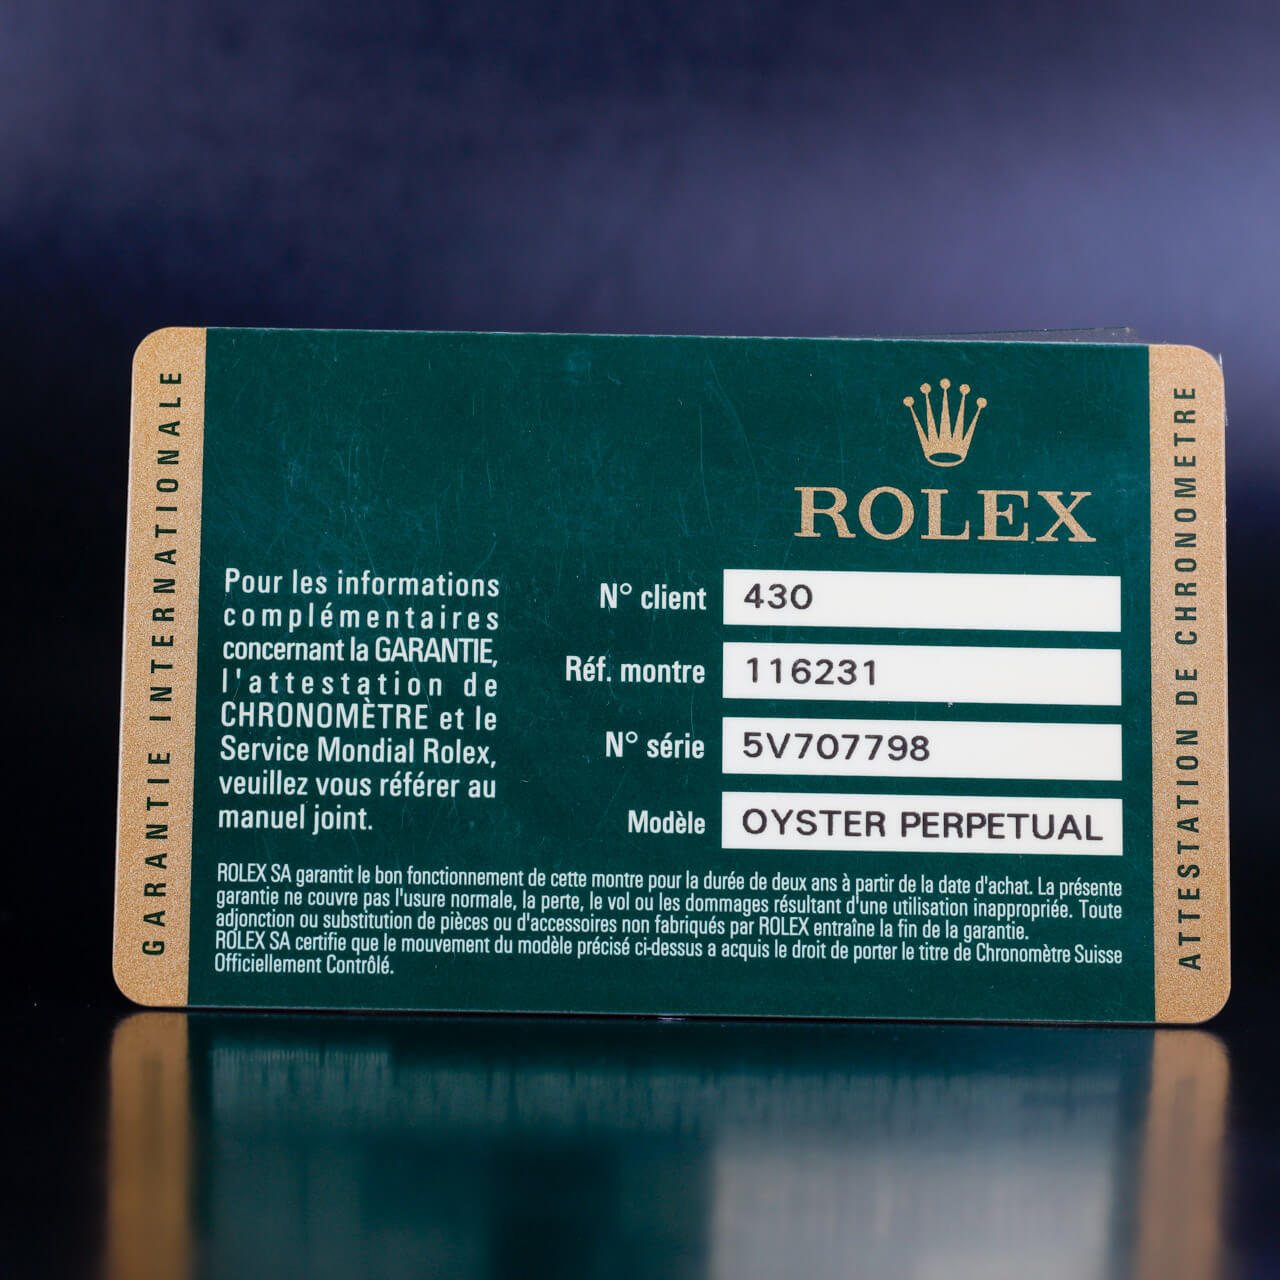 GARANTIE INTERNATIONALE
ROLEX
Pour les informations
complémentaires
concernant la GARANTIE,
l'attestation de
CHRONOMÈTRE et le
Service Mondial Rolex,
veuillez vous référer au
manuel joint.
N° client 430
Réf. montre 116231
N° série 5V707798
Modèle OYSTER PERPETUAL
ROLEX SA garantit le bon fonctionnement de cette montre pour la durée de deux ans à partir de la date d'achat. La présente
garantie ne couvre pas l'usure normale, la perte, le vol ou les dommages résultant d'une utilisation inappropriée. Toute
adjonction ou substitution de pièces ou d'accessoires non fabriqués par ROLEX entraîne la fin de la garantie.
ROLEX SA certifie que le mouvement du modèle précisé ci-dessus a acquis le droit de porter le titre de Chronomètre Suisse
Officiellement Contrôlé.
ATTESTATION DE CHRONOMETRE